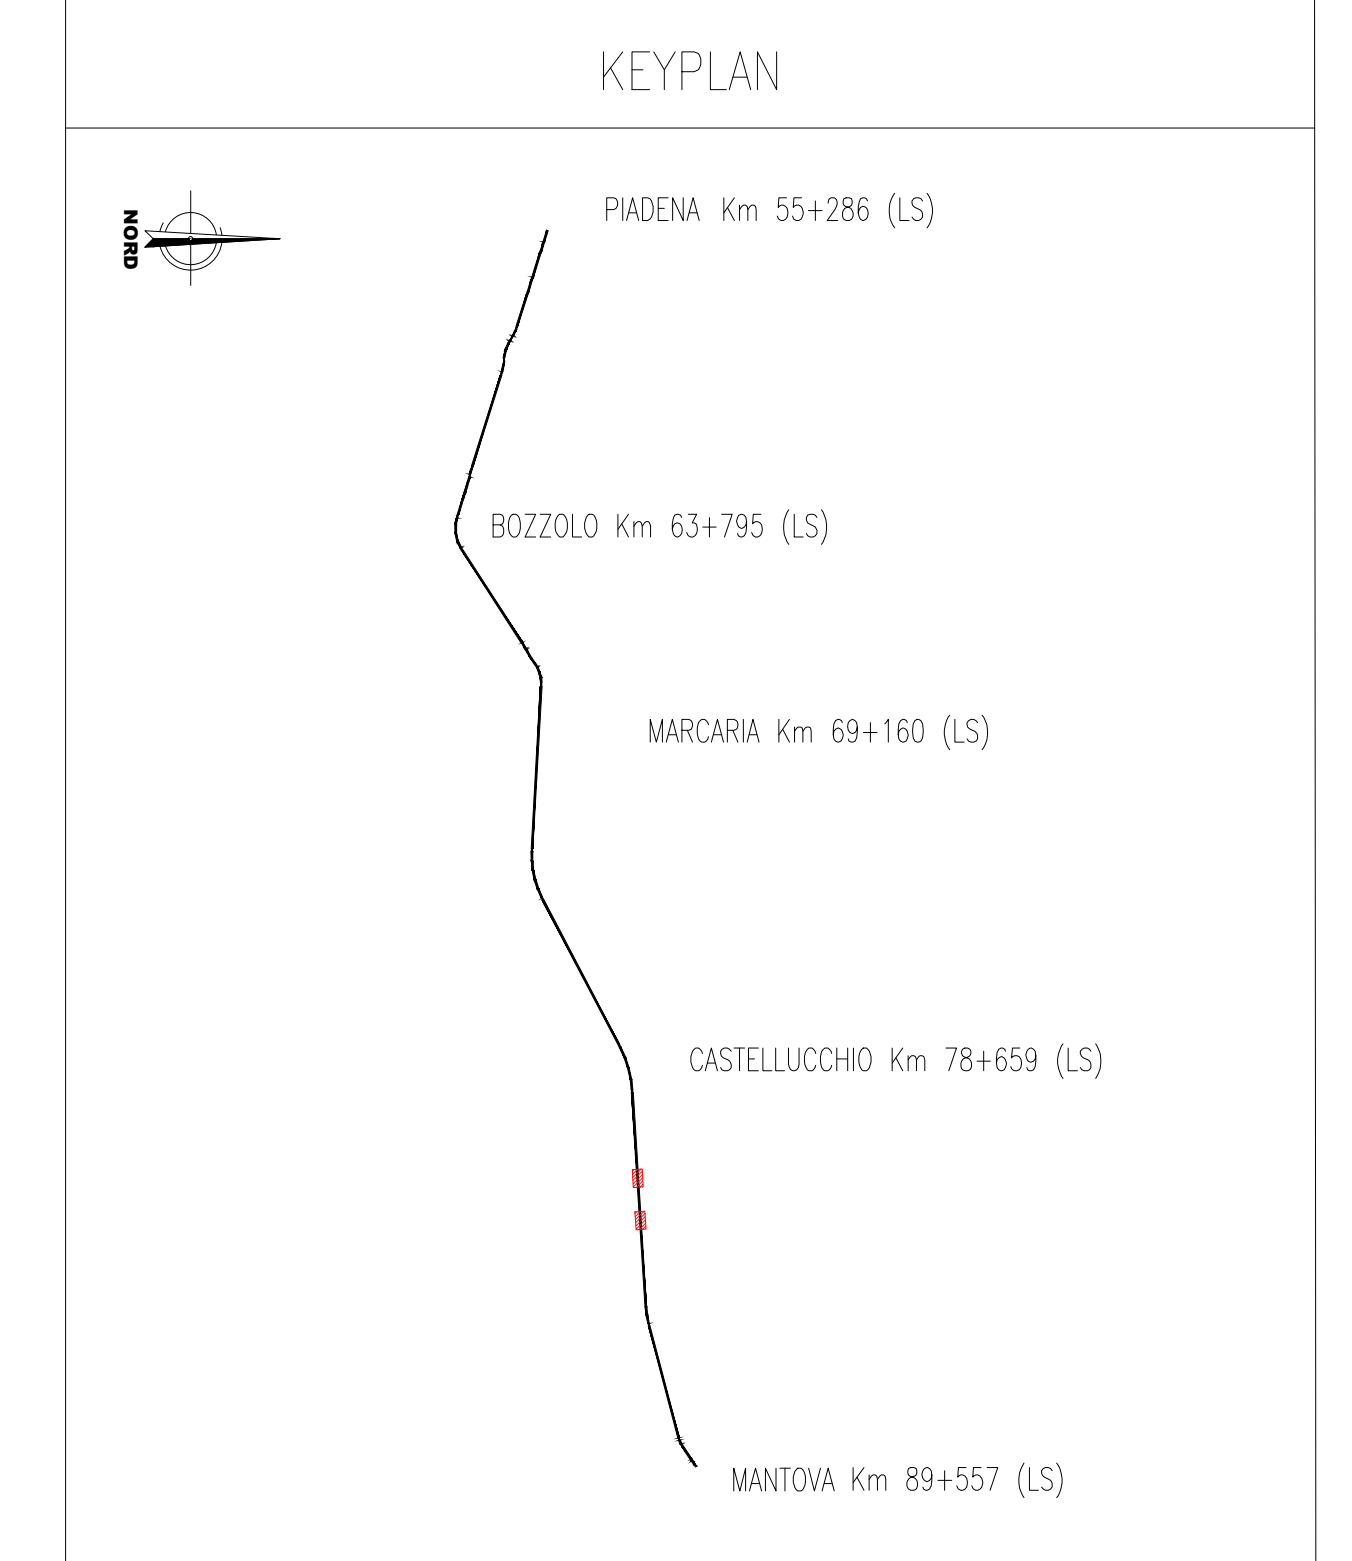 KEYPLAN
NORD
PIADENA Km 55+286 (LS)
BOZZOLO Km 63+795 (LS)
MARCARIA Km 69+160 (LS)
CASTELLUCCHIO Km 78+659 (LS)
MANTOVA Km 89+557 (LS)